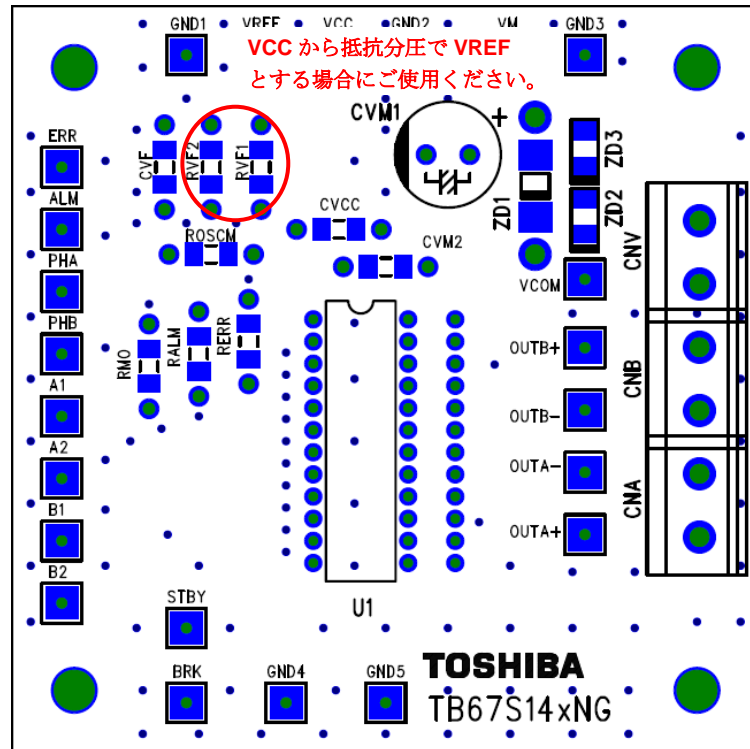 GND1 VREF VCC GND2 VM GND3
VCC から抵抗分圧で VREF
とする場合にご使用ください。
CVM1
+
ERR
CVF
RVF2
RVF1
ZD1
ZD3
ZD2
ALM
CVCC
ROSCM
CVM2
PHA
VCOM
CNV
PHB
RMO
RALM
RERR
OUTB+
CNB
A1
OUTB-
A2
OUTA-
CNA
B1
OUTA+
B2
STBY
U1
BRK
GND4
GND5
TOSHIBA
TB67S14xNG